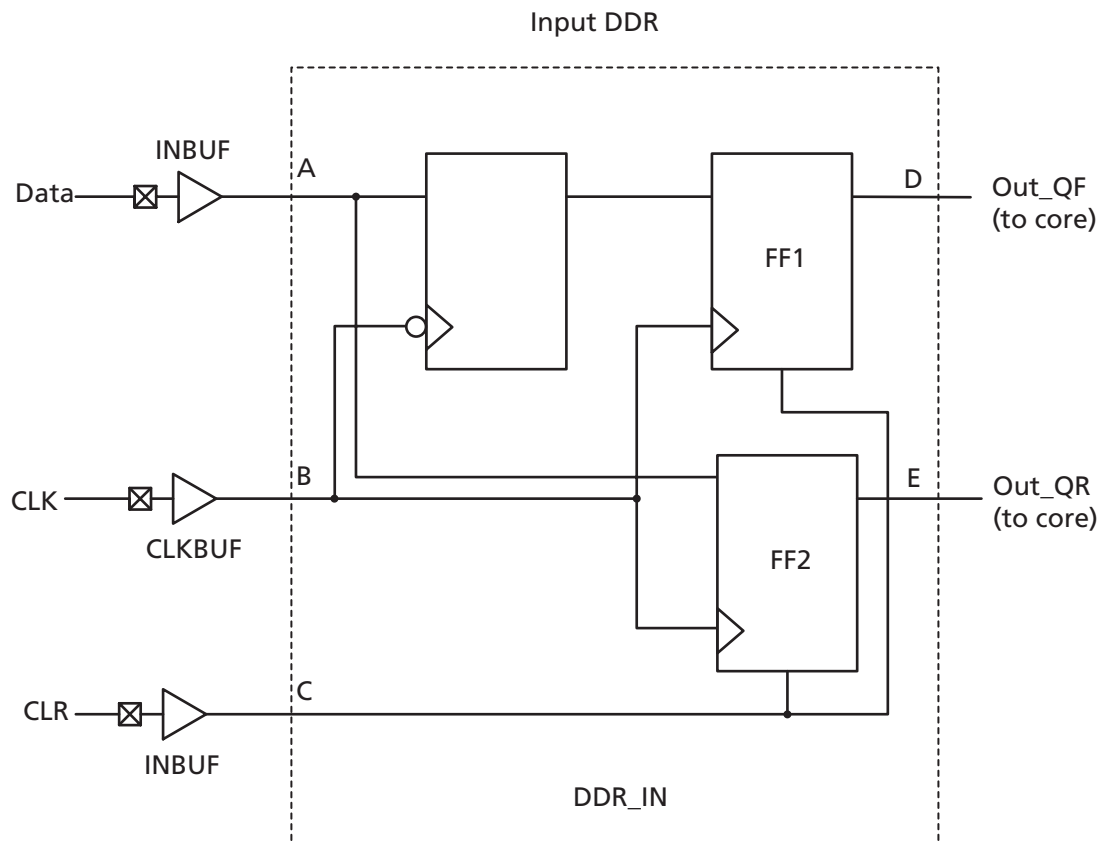 Input DDR
INBUF
Data
A
D
Out_QF
(to core)
FF1
B
CLK
CLKBUF
E
Out_QR
(to core)
FF2
C
CLR
INBUF
DDR_IN